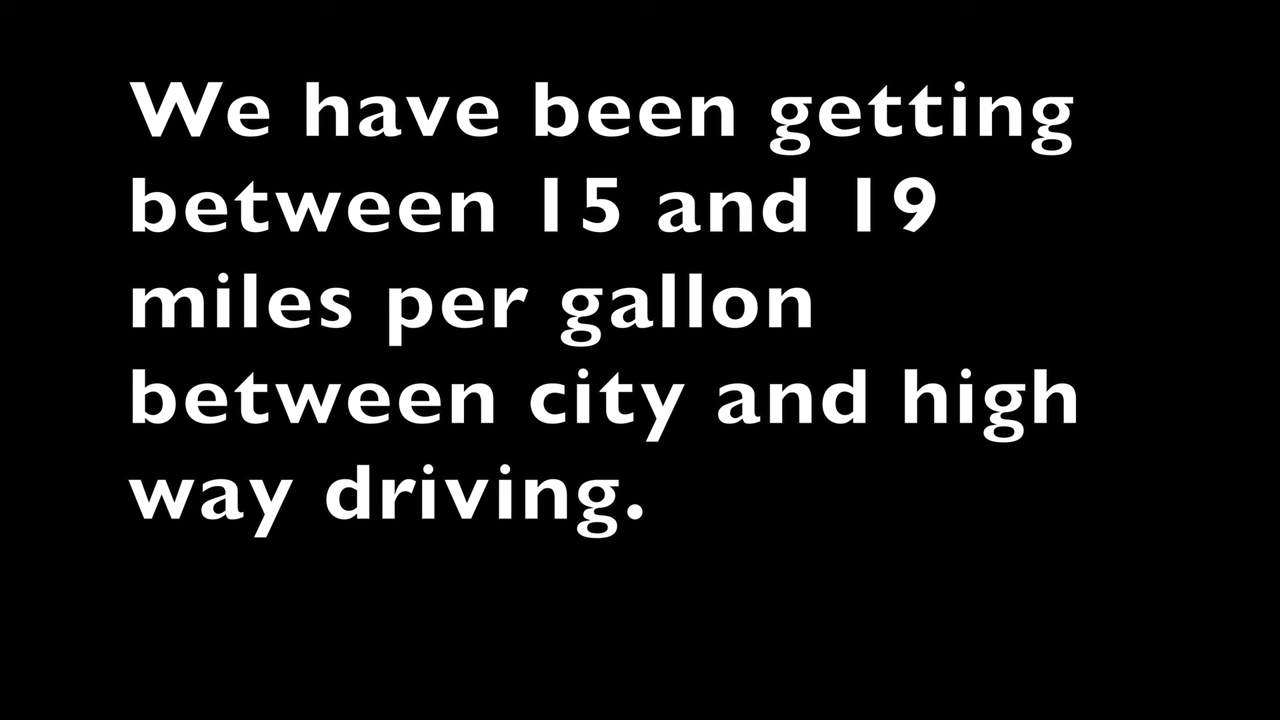 We have been getting
between 15 and 19
miles per gallon
between city and high
way driving.